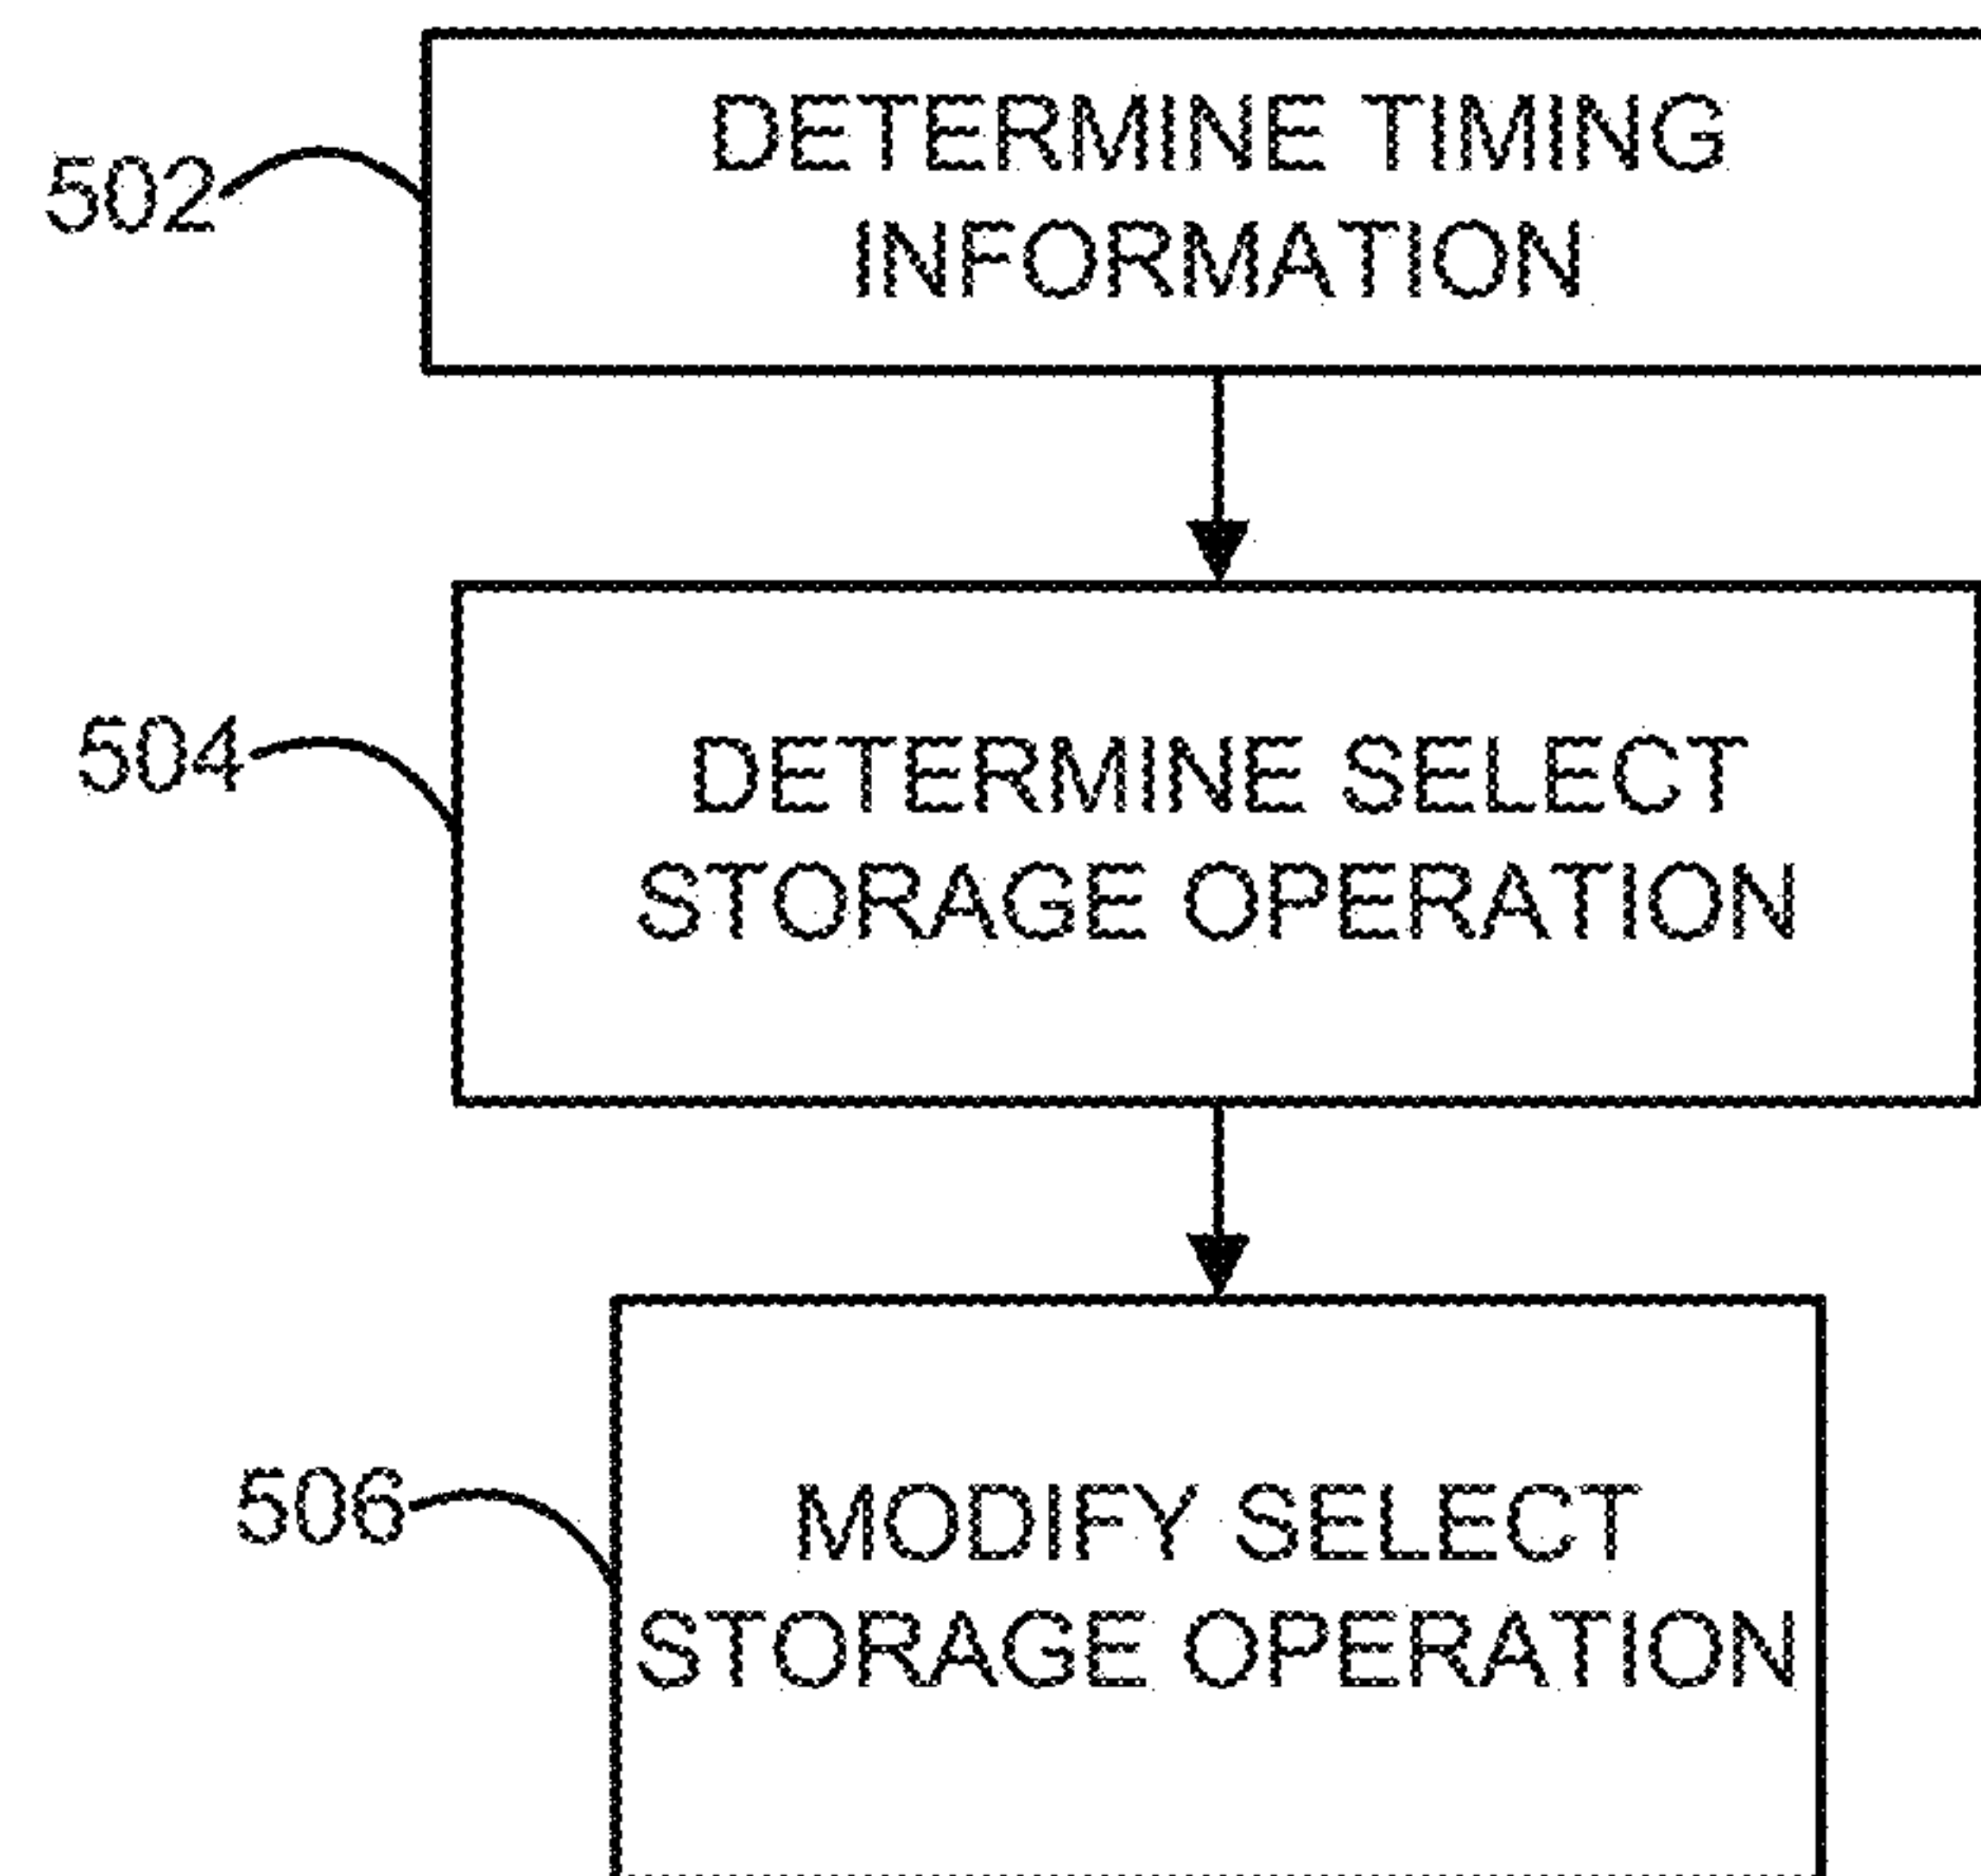 DETERMINE TIMING
INFORMATION
502
504
DETERMINE SELECT
STORAGE OPERATION
506
MODIFY SELECT
STORAGE OPERATION